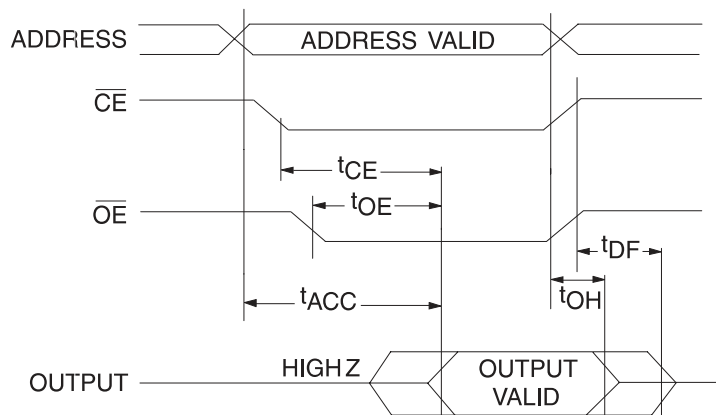 ADDRESS
ADDRESS VALID
CE
tCE
OE
tOE
tDF
tACC
tOH
OUTPUT
HIGH Z
OUTPUT
VALID